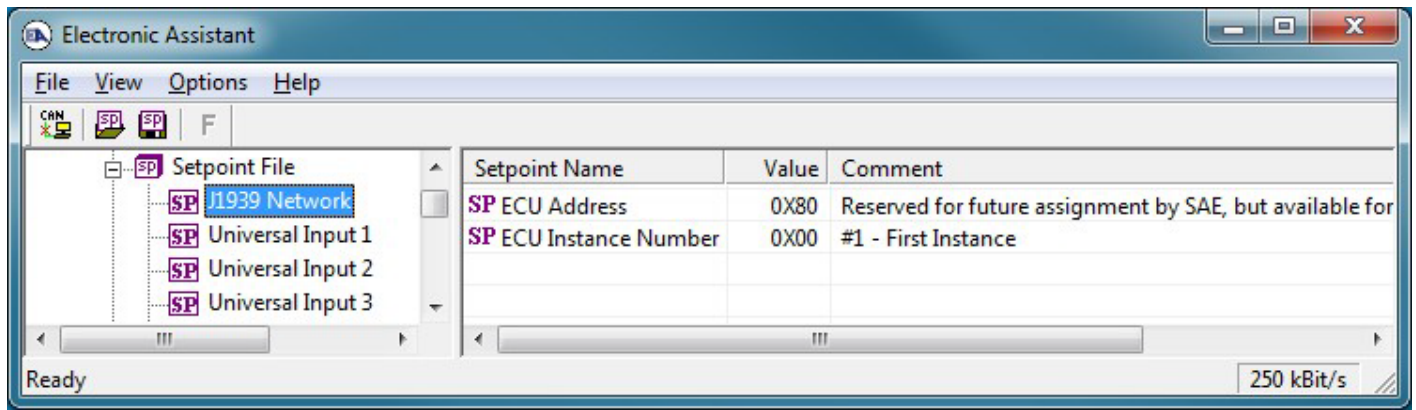 EA Electronic Assistant
File View Options Help
CAN SP SP F
SP Setpoint File
SP J1939 Network
SP Universal Input 1
SP Universal Input 2
SP Universal Input 3
Setpoint Name Value Comment
SP ECU Address 0X80 Reserved for future assignment by SAE, but available for
SP ECU Instance Number 0X00 #1 - First Instance
Ready 250 kBit/s